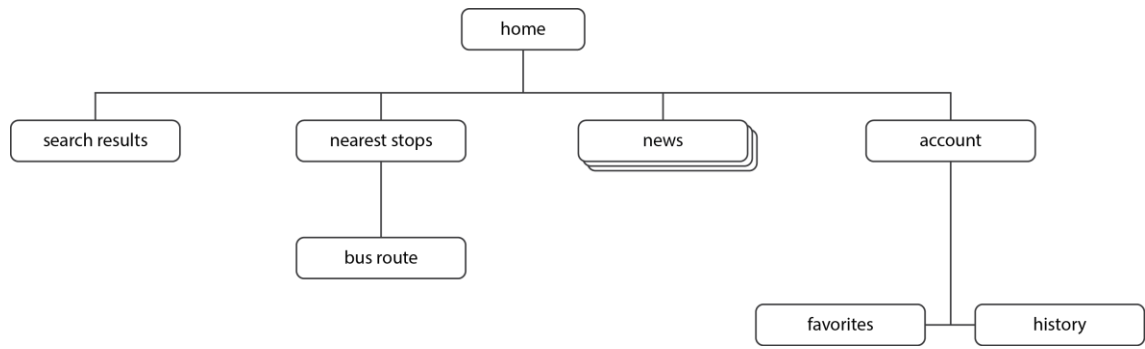 home
search results
nearest stops
news
account
bus route
favorites
history